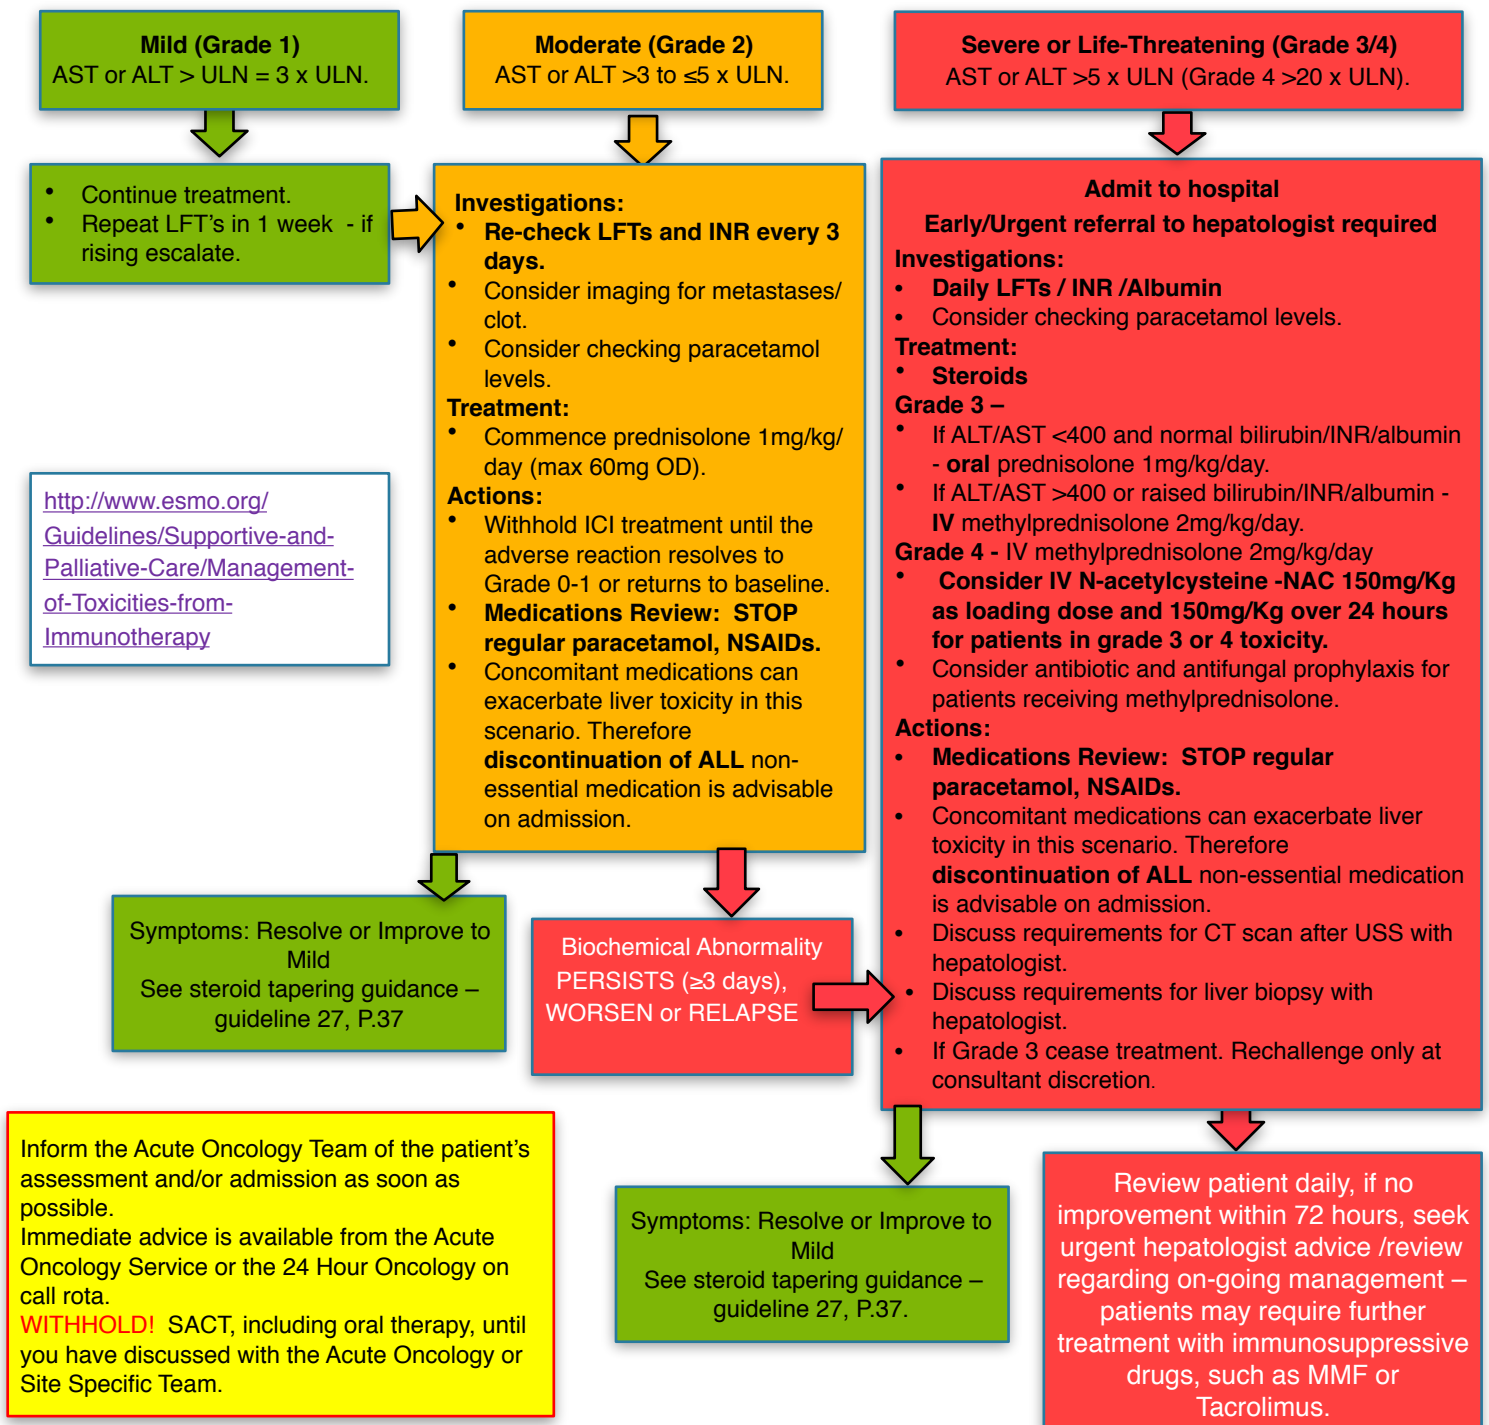 Mild (Grade 1)
AST or ALT > ULN = 3 x ULN.
Moderate (Grade 2)
AST or ALT >3 to ≤5 x ULN.
Severe or Life-Threatening (Grade 3/4)
AST or ALT >5 x ULN (Grade 4 >20 x ULN).
• Continue treatment.
• Repeat LFT's in 1 week - if
rising escalate.
Investigations:
• Re-check LFTs and INR every 3
days.
• Consider imaging for metastases/
clot.
• Consider checking paracetamol
levels.
Treatment:
• Commence prednisolone 1mg/kg/
day (max 60mg OD).
Actions:
• Withhold ICI treatment until the
adverse reaction resolves to
Grade 0-1 or returns to baseline.
• Medications Review: STOP
regular paracetamol, NSAIDs.
• Concomitant medications can
exacerbate liver toxicity in this
scenario. Therefore
discontinuation of ALL non-
essential medication is advisable
on admission.
Admit to hospital
Early/Urgent referral to hepatologist required
Investigations:
• Daily LFTs / INR /Albumin
• Consider checking paracetamol levels.
Treatment:
• Steroids
Grade 3 –
• If ALT/AST <400 and normal bilirubin/INR/albumin
- oral prednisolone 1mg/kg/day.
• If ALT/AST >400 or raised bilirubin/INR/albumin -
IV methylprednisolone 2mg/kg/day.
Grade 4 - IV methylprednisolone 2mg/kg/day
• Consider IV N-acetylcysteine -NAC 150mg/Kg
as loading dose and 150mg/Kg over 24 hours
for patients in grade 3 or 4 toxicity.
• Consider antibiotic and antifungal prophylaxis for
patients receiving methylprednisolone.
Actions:
• Medications Review: STOP regular
paracetamol, NSAIDs.
• Concomitant medications can exacerbate liver
toxicity in this scenario. Therefore
discontinuation of ALL non-essential medication
is advisable on admission.
• Discuss requirements for CT scan after USS with
hepatologist.
• Discuss requirements for liver biopsy with
hepatologist.
• If Grade 3 cease treatment. Rechallenge only at
consultant discretion.
http://www.esmo.org/
Guidelines/Supportive-and-
Palliative-Care/Management-
of-Toxicities-from-
Immunotherapy
Symptoms: Resolve or Improve to
Mild
See steroid tapering guidance –
guideline 27, P.37
Biochemical Abnormality
PERSISTS (≥3 days),
WORSEN or RELAPSE
Inform the Acute Oncology Team of the patient's
assessment and/or admission as soon as
possible.
Immediate advice is available from the Acute
Oncology Service or the 24 Hour Oncology on
call rota.
WITHHOLD! SACT, including oral therapy, until
you have discussed with the Acute Oncology or
Site Specific Team.
Symptoms: Resolve or Improve to
Mild
See steroid tapering guidance –
guideline 27, P.37.
Review patient daily, if no
improvement within 72 hours, seek
urgent hepatologist advice /review
regarding on-going management –
patients may require further
treatment with immunosuppressive
drugs, such as MMF or
Tacrolimus.